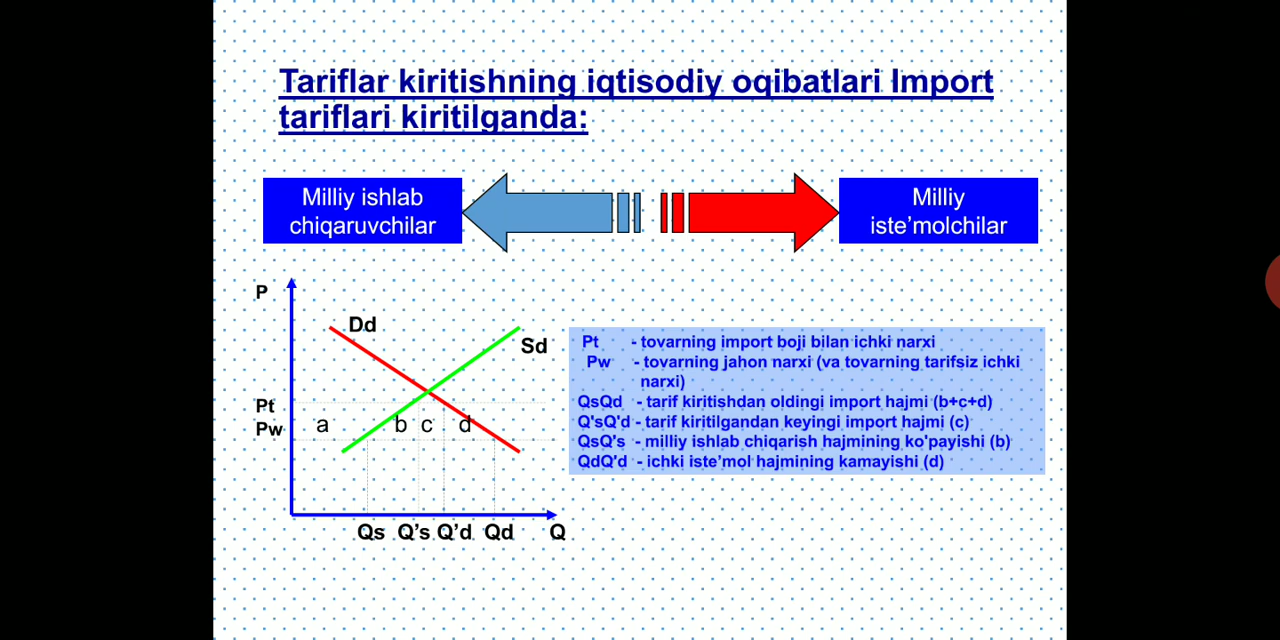 Tariflar kiritishning iqtisodiy oqibatlari Import
tariflari kiritilganda:
Milliy ishlab
chiqaruvchilar
Milliy
iste’molchilar
P
Dd
Sd
Pt
Pw
a
b
c
d
Qs
Q’s
Q’d
Qd
Q
Pt - tovarning import boji bilan ichki narxi
Pw - tovarning jahon narxi (va tovarning tarifsiz ichki
narxi)
QsQd - tarif kiritishdan oldingi import hajmi (b+c+d)
Q'sQ'd - tarif kiritilgandan keyingi import hajmi (c)
QsQ's - milliy ishlab chiqarish hajmining ko'payishi (b)
QdQ'd - ichki iste’mol hajmining kamayishi (d)